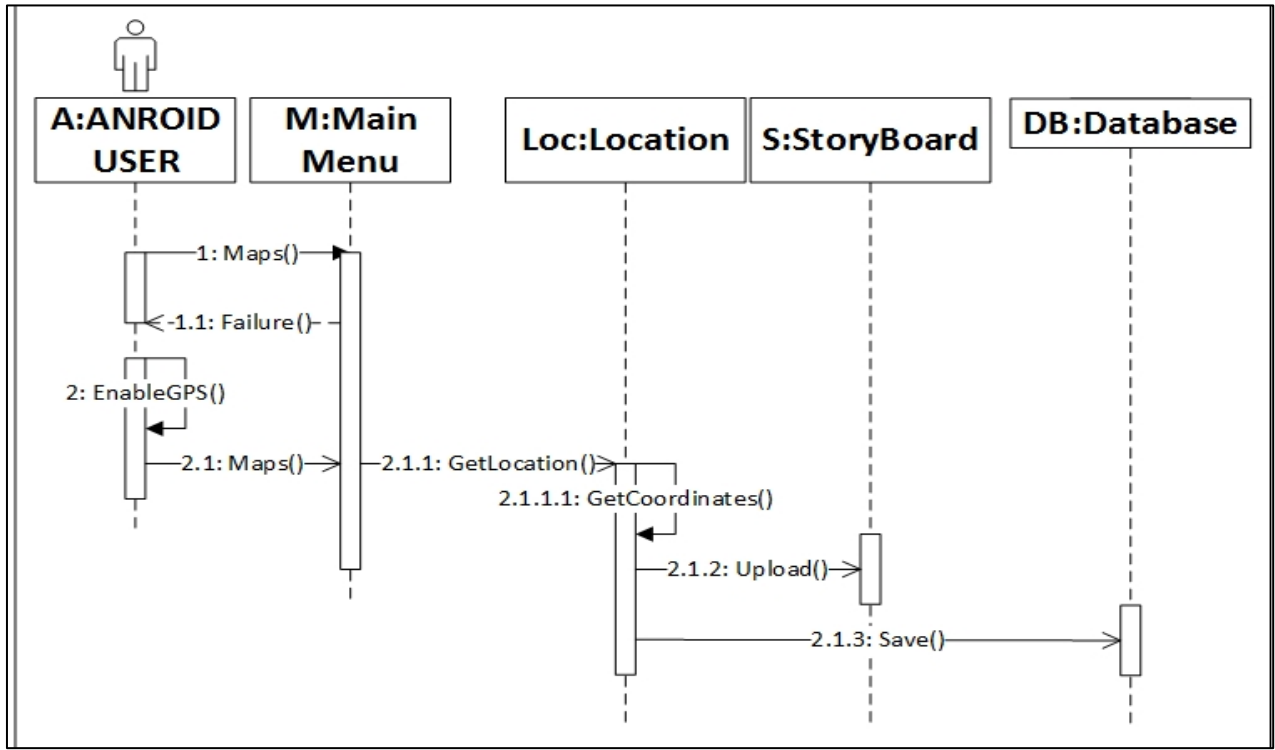 A:ANROID
USER
M:Main
Menu
Loc:Location
S:StoryBoard
DB:Database
1: Maps()
1.1: Failure()
2: EnableGPS()
2.1: Maps()
2.1.1: GetLocation()
2.1.1.1: GetCoordinates()
2.1.2: Upload()
2.1.3: Save()